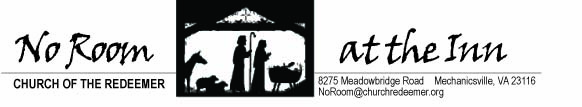 No Room at the Inn
CHURCH OF THE REDEEMER
8275 Meadowbridge Road Mechanicsville, VA 23116
NoRoom@churchredeemer.org